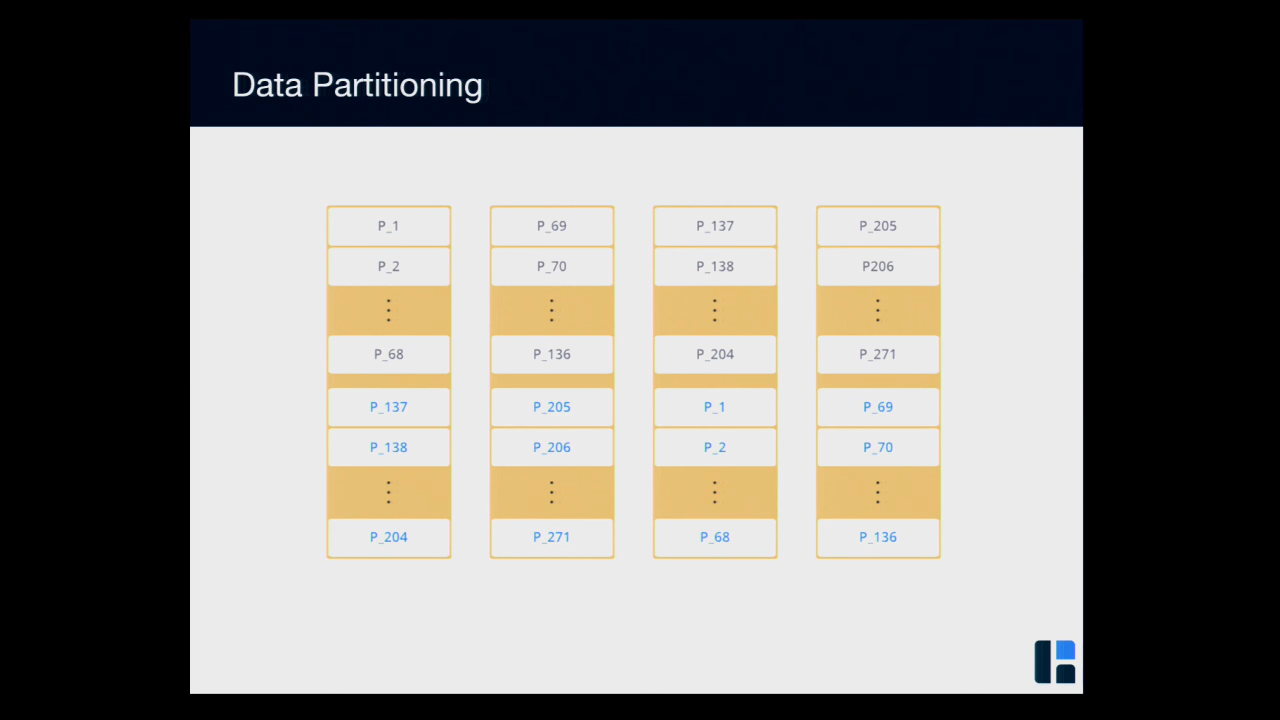 Data Partitioning
P_1
P_2
P_68
P_137
P_138
P_204
P_69
P_70
P_136
P_205
P_206
P_271
P_137
P_138
P_204
P_1
P_2
P_68
P_205
P206
P_271
P_69
P_70
P_136